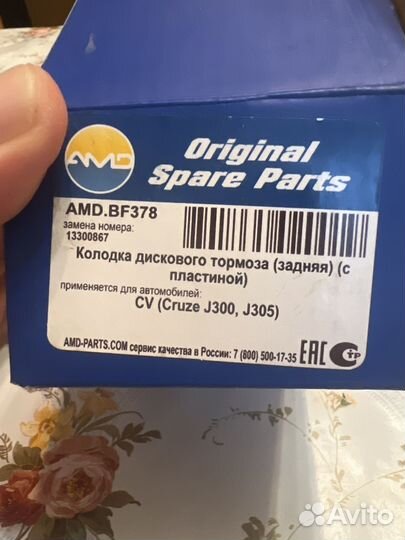 AMD
Original
Spare Parts
AMD.BF378
замена номера:
13300867
Колодка дискового тормоза (задняя) (с
пластиной)
применяется для автомобилей:
CV (Cruze J300, J305)
AMD-PARTS.COM сервис качества в России: 7 (800) 500-17-35
EAC
СТР
Avito